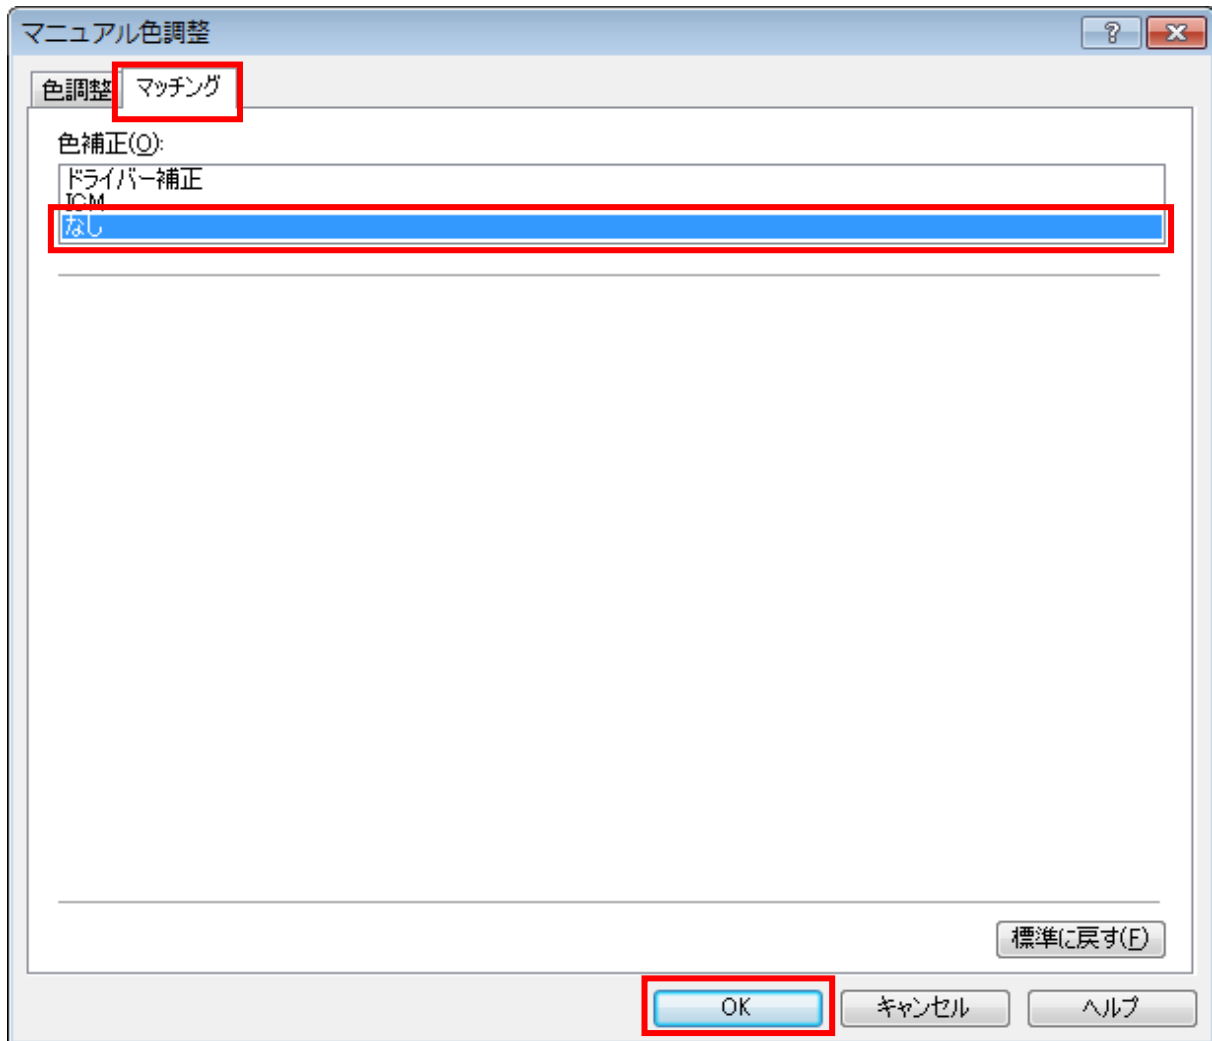 マニュアル色調整
色調整 マッチング
色補正(O):
ドライバー補正
ICM
なし
標準に戻す(F)
OK キャンセル ヘルプ